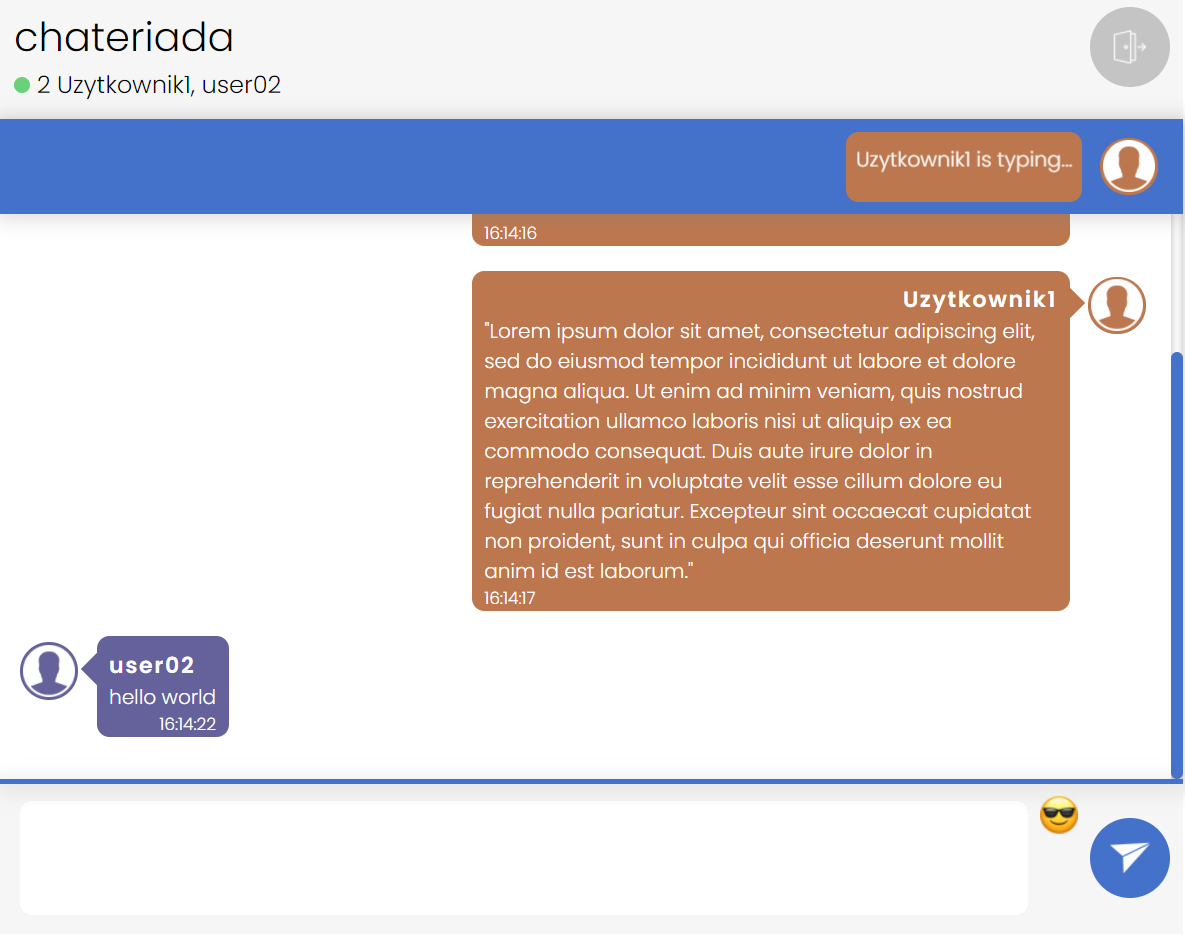 chateriada
2 Uzytkownik1, user02
Uzytkownik1 is typing...
16:14:16
Uzytkownik1
"Lorem ipsum dolor sit amet, consectetur adipiscing elit,
sed do eiusmod tempor incididunt ut labore et dolore
magna aliqua. Ut enim ad minim veniam, quis nostrud
exercitation ullamco laboris nisi ut aliquip ex ea
commodo consequat. Duis aute irure dolor in
reprehenderit in voluptate velit esse cillum dolore eu
fugiat nulla pariatur. Excepteur sint occaecat cupidatat
non proident, sunt in culpa qui officia deserunt mollit
anim id est laborum."
16:14:17
user02
hello world
16:14:22